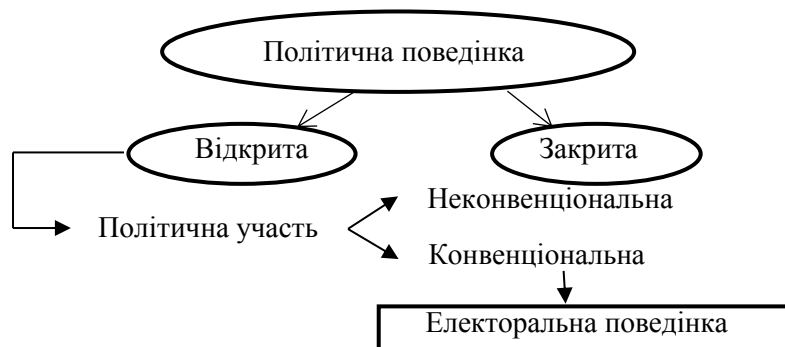 Політична поведінка
Відкрита
Закрита
Неконвенціональна
Політична участь
Конвенціональна
Електоральна поведінка